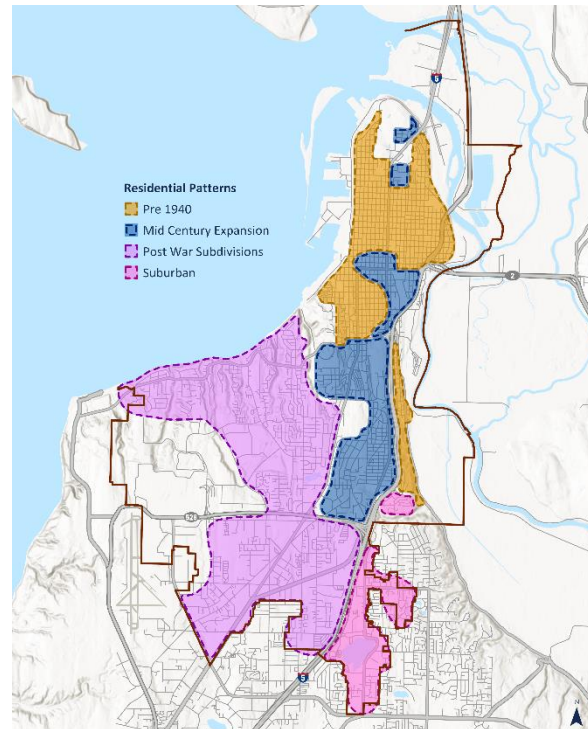 5
Residential Patterns
Pre 1940
Mid Century Expansion
Post War Subdivisions
Suburban
2
526
5
N